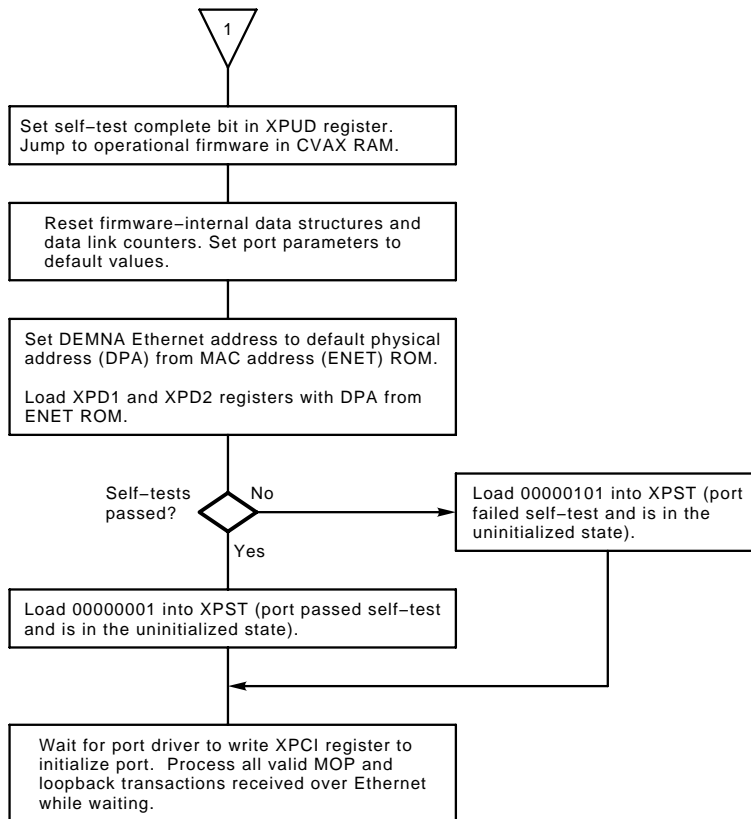 1
Set self−test complete bit in XPUD register.
Jump to operational firmware in CVAX RAM.
Reset firmware−internal data structures and
data link counters. Set port parameters to
default values.
Set DEMNA Ethernet address to default physical
address (DPA) from MAC address (ENET) ROM.
Load XPD1 and XPD2 registers with DPA from
ENET ROM.
Self−tests
passed?
No
Yes
Load 00000101 into XPST (port
failed self−test and is in the
uninitialized state).
Load 00000001 into XPST (port passed self−test
and is in the uninitialized state).
Wait for port driver to write XPCI register to
initialize port.  Process all valid MOP and
loopback transactions received over Ethernet
while waiting.